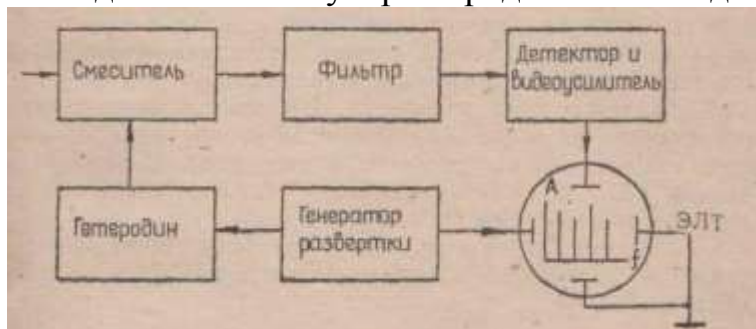 Смеситель
Фильтр
Детектор и
видеоусилитель
Гетеродин
Генератор
развертки
A
f
ЭЛТ